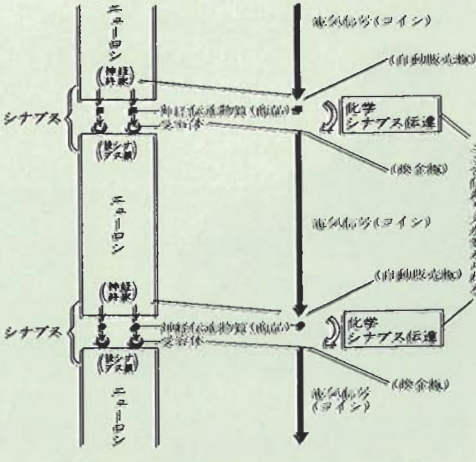 ニューロン
電気信号(コイン)
(神経
終末)
(自動販売機)
シナプス
神経伝達物質(商品)
受容体
化学
シナプス伝達
(後シナ
プス膜)
(換金機)
ニューロン
電気信号(コイン)
(神経
終末)
(自動販売機)
シナプス
神経伝達物質(商品)
受容体
化学
シナプス伝達
(後シナ
プス膜)
(換金機)
ニューロン
電気信号
(コイン)